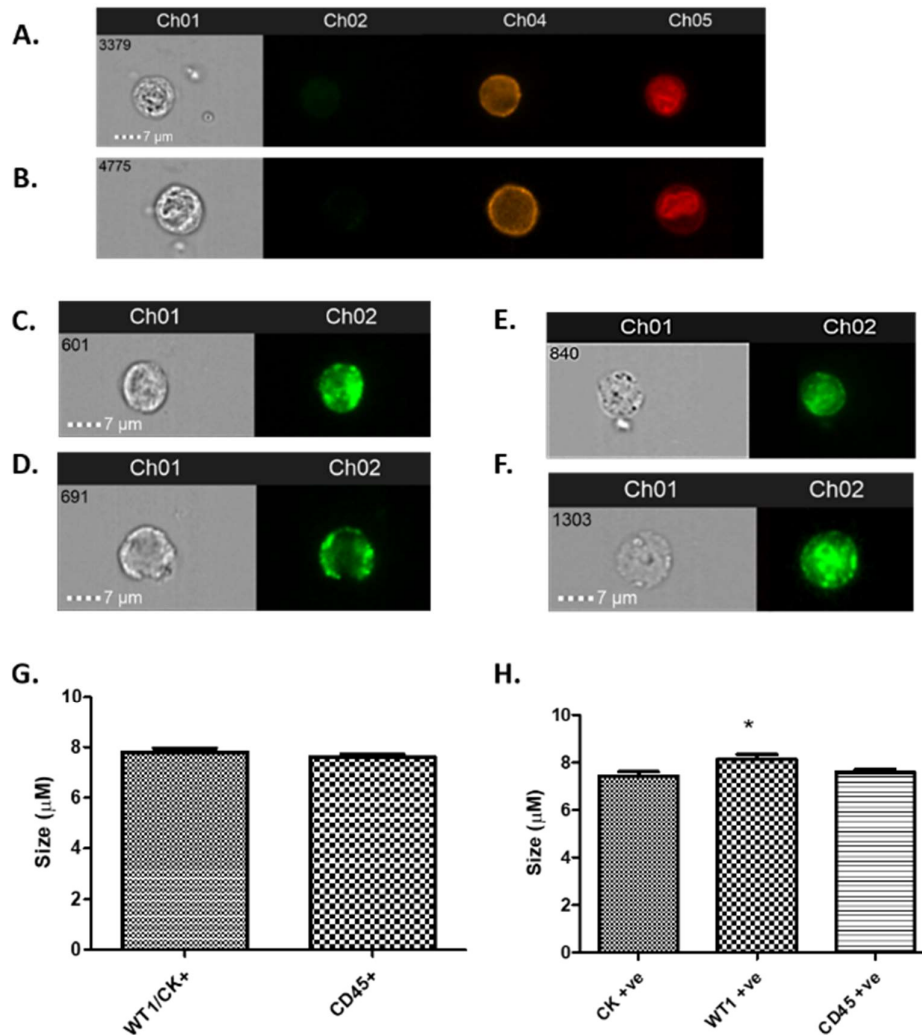 A.
Ch01 Ch02 Ch04 Ch05
3379
7 µm
B.
4775
C.
Ch01 Ch02
601
7 µm
D.
Ch01 Ch02
691
7 µm
E.
Ch01 Ch02
840
F.
Ch01 Ch02
1303
7 µm
G.
10
8
6
4
2
0
Size (µM)
WT1/CK+
CD45+
H.
10
8
6
4
2
0
Size (µM)
*
CK +ve
WT1 +ve
CD45 +ve